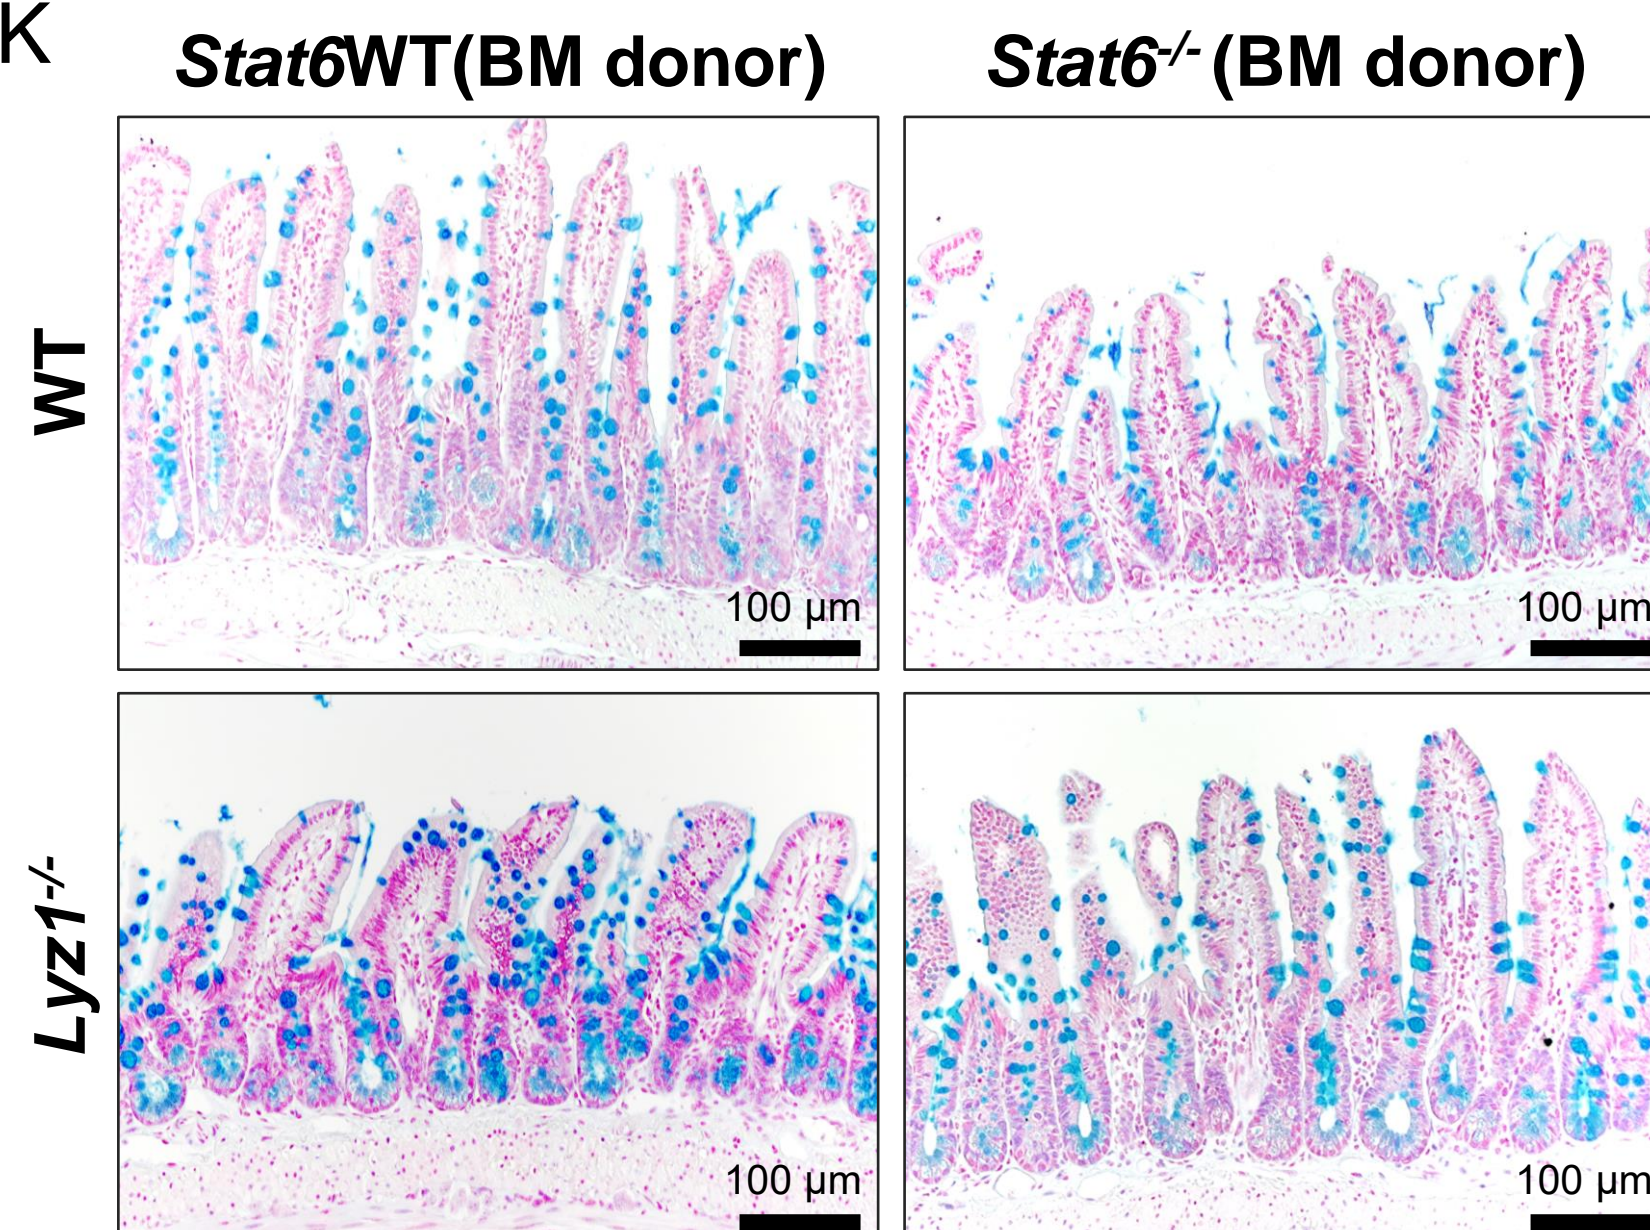 K
Stat6WT(BM donor)
Stat6-/- (BM donor)
WT
100 µm
100 µm
Lyz1-/-
100 µm
100 µm